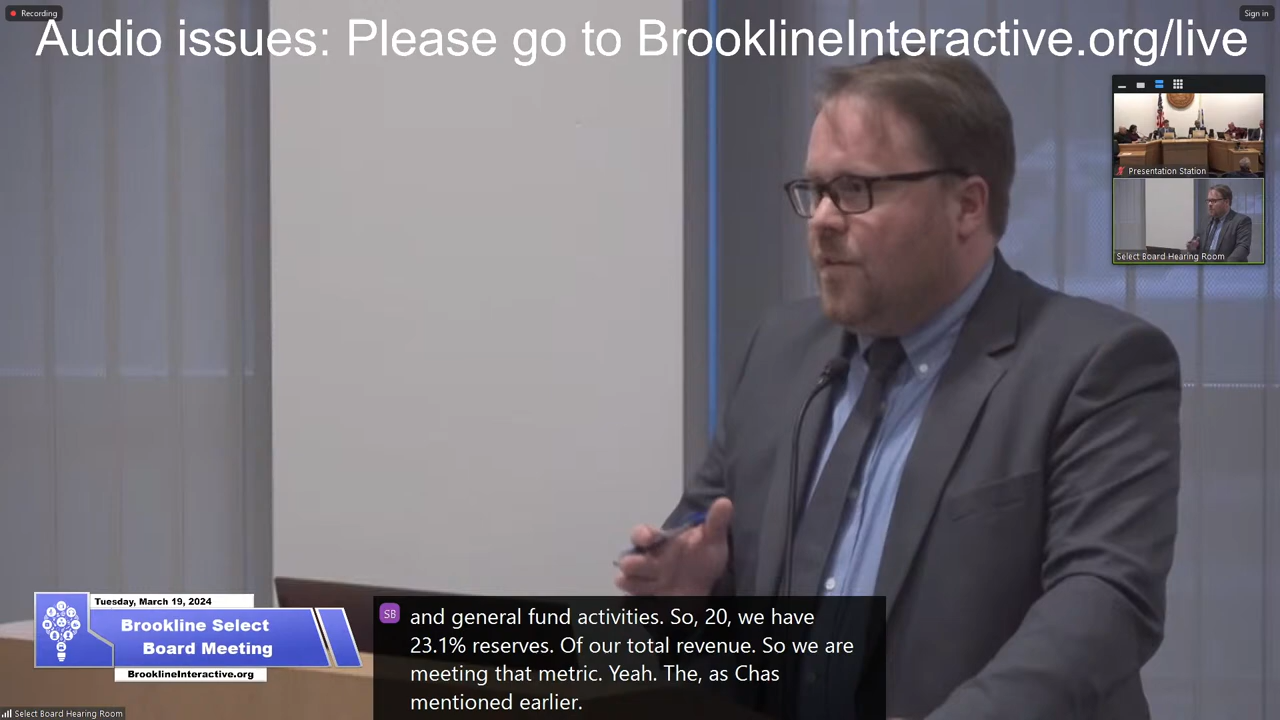 Recording
Sign in
Audio issues: Please go to BrooklineInteractive.org/live
Presentation Station
Select Board Hearing Room
Tuesday, March 19, 2024
Brookline Select
Board Meeting
BrooklineInteractive.org
SB
and general fund activities. So, 20, we have
23.1% reserves. Of our total revenue. So we are
meeting that metric. Yeah. The, as Chas
mentioned earlier.
Select Board Hearing Room